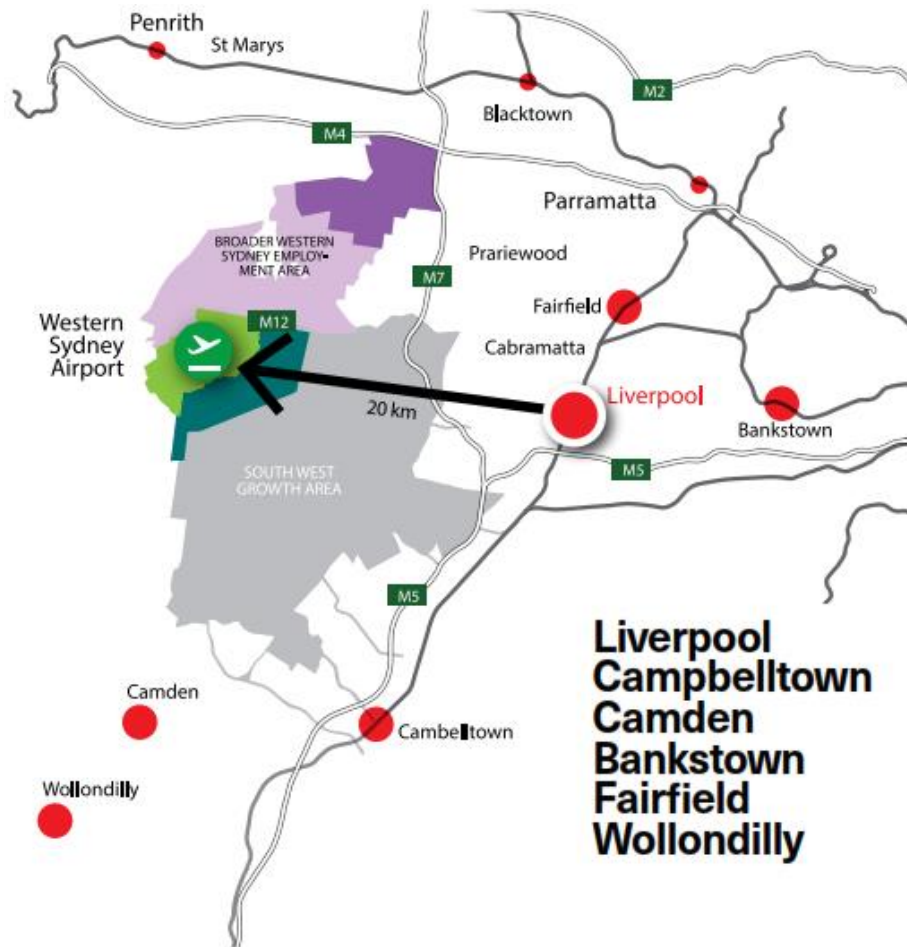 Penrith
St Marys
M2
Blacktown
M4
Parramatta
BROADER WESTERN
SYDNEY EMPLOY-
MENT AREA
Prariewood
M7
Fairfield
Western
Sydney
Airport
M12
Cabramatta
Liverpool
20 km
Bankstown
M5
SOUTH WEST
GROWTH AREA
M5
Liverpool
Campbelltown
Camden
Bankstown
Fairfield
Wollondilly
Camden
Cambelltown
Wollondilly